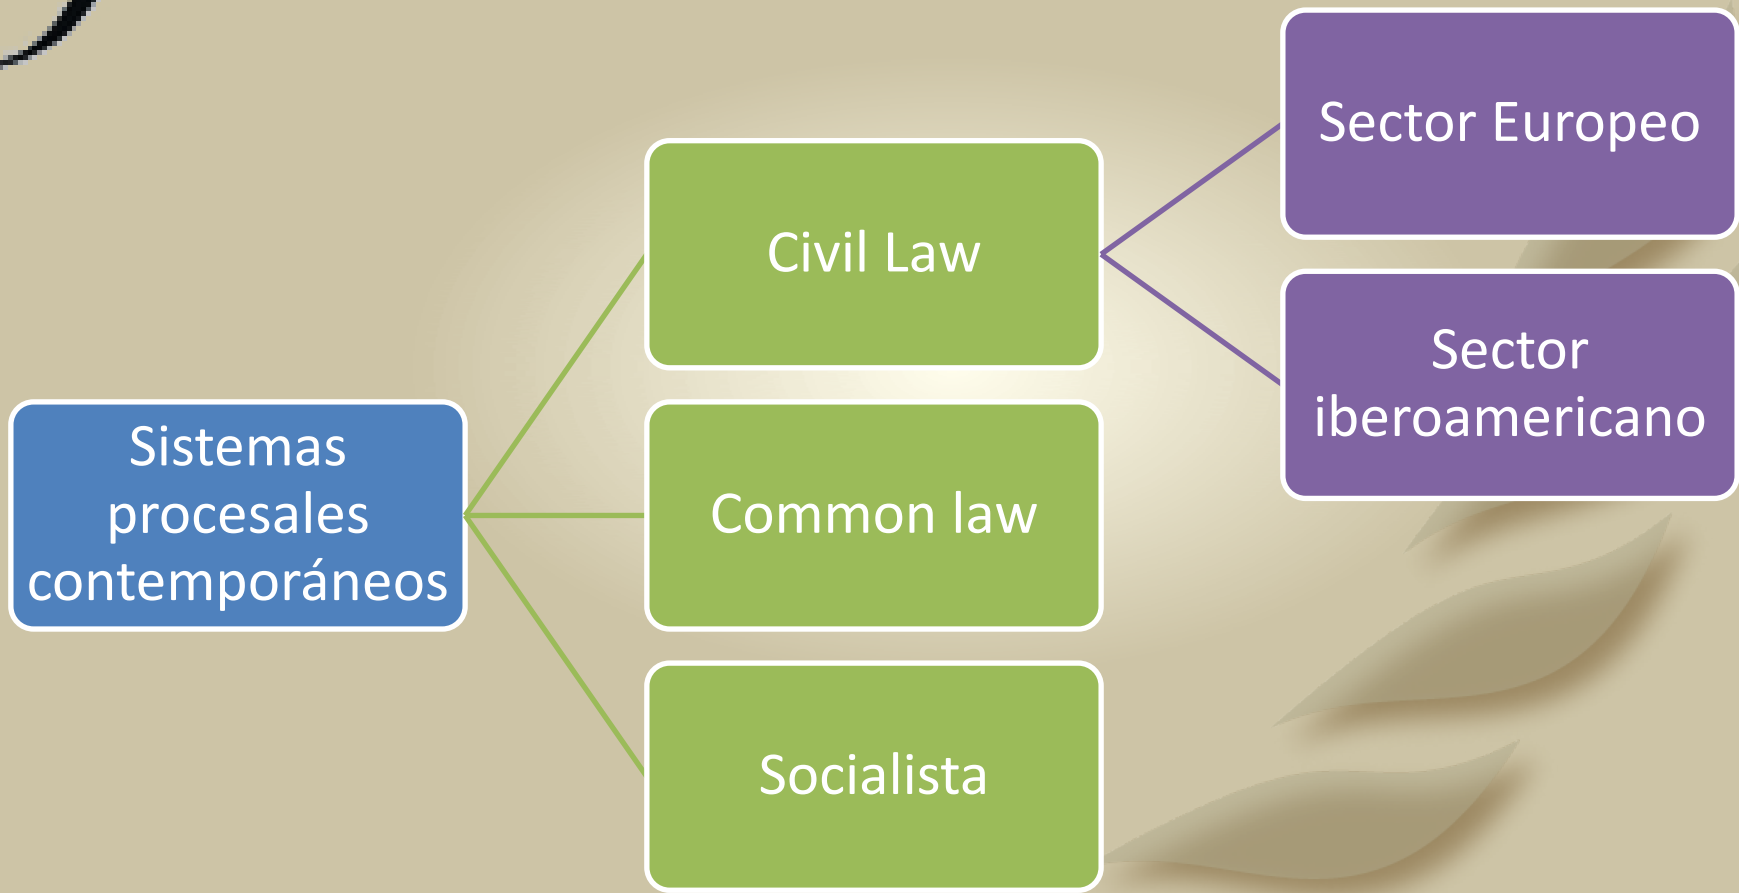 Sistemas
procesales
contemporáneos
Civil Law
Common law
Socialista
Sector Europeo
Sector
iberoamericano